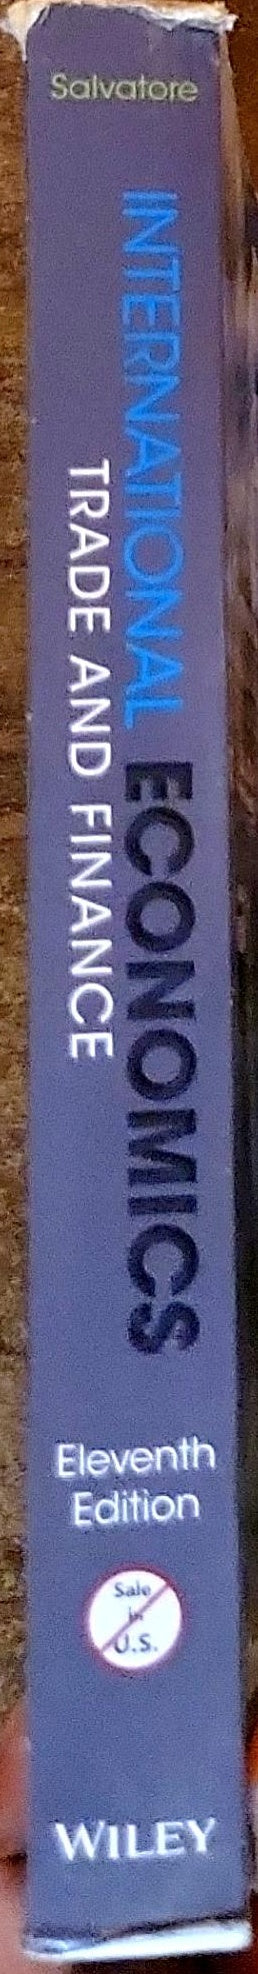 Salvatore
INTERNATIONAL ECONOMICS
TRADE AND FINANCE
Eleventh
Edition
Sale
in
U.S.
WILEY